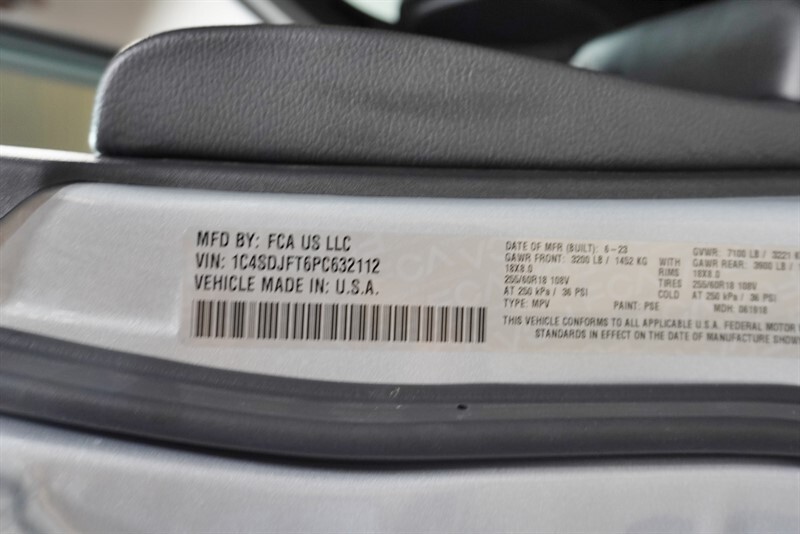 MFD BY: FCA US LLC
VIN: 1C4SDJFT6PC632112
VEHICLE MADE IN: U.S.A.
DATE OF MFR (BUILT): 6-23 GVWR: 7100 LB / 3221 K
GAWR FRONT: 3200 LB / 1452 KG WITH GAWR REAR: 3900 LB /
18X8.0 RIMS 18X8.0
255/60R18 108V TIRES 255/60R18 108V
AT 250 kPa / 36 PSI COLD AT 250 kPa / 36 PSI
TYPE: MPV PAINT: PSE MDH: 061918
THIS VEHICLE CONFORMS TO ALL APPLICABLE U.S.A. FEDERAL MOTOR
STANDARDS IN EFFECT ON THE DATE OF MANUFACTURE SHOW